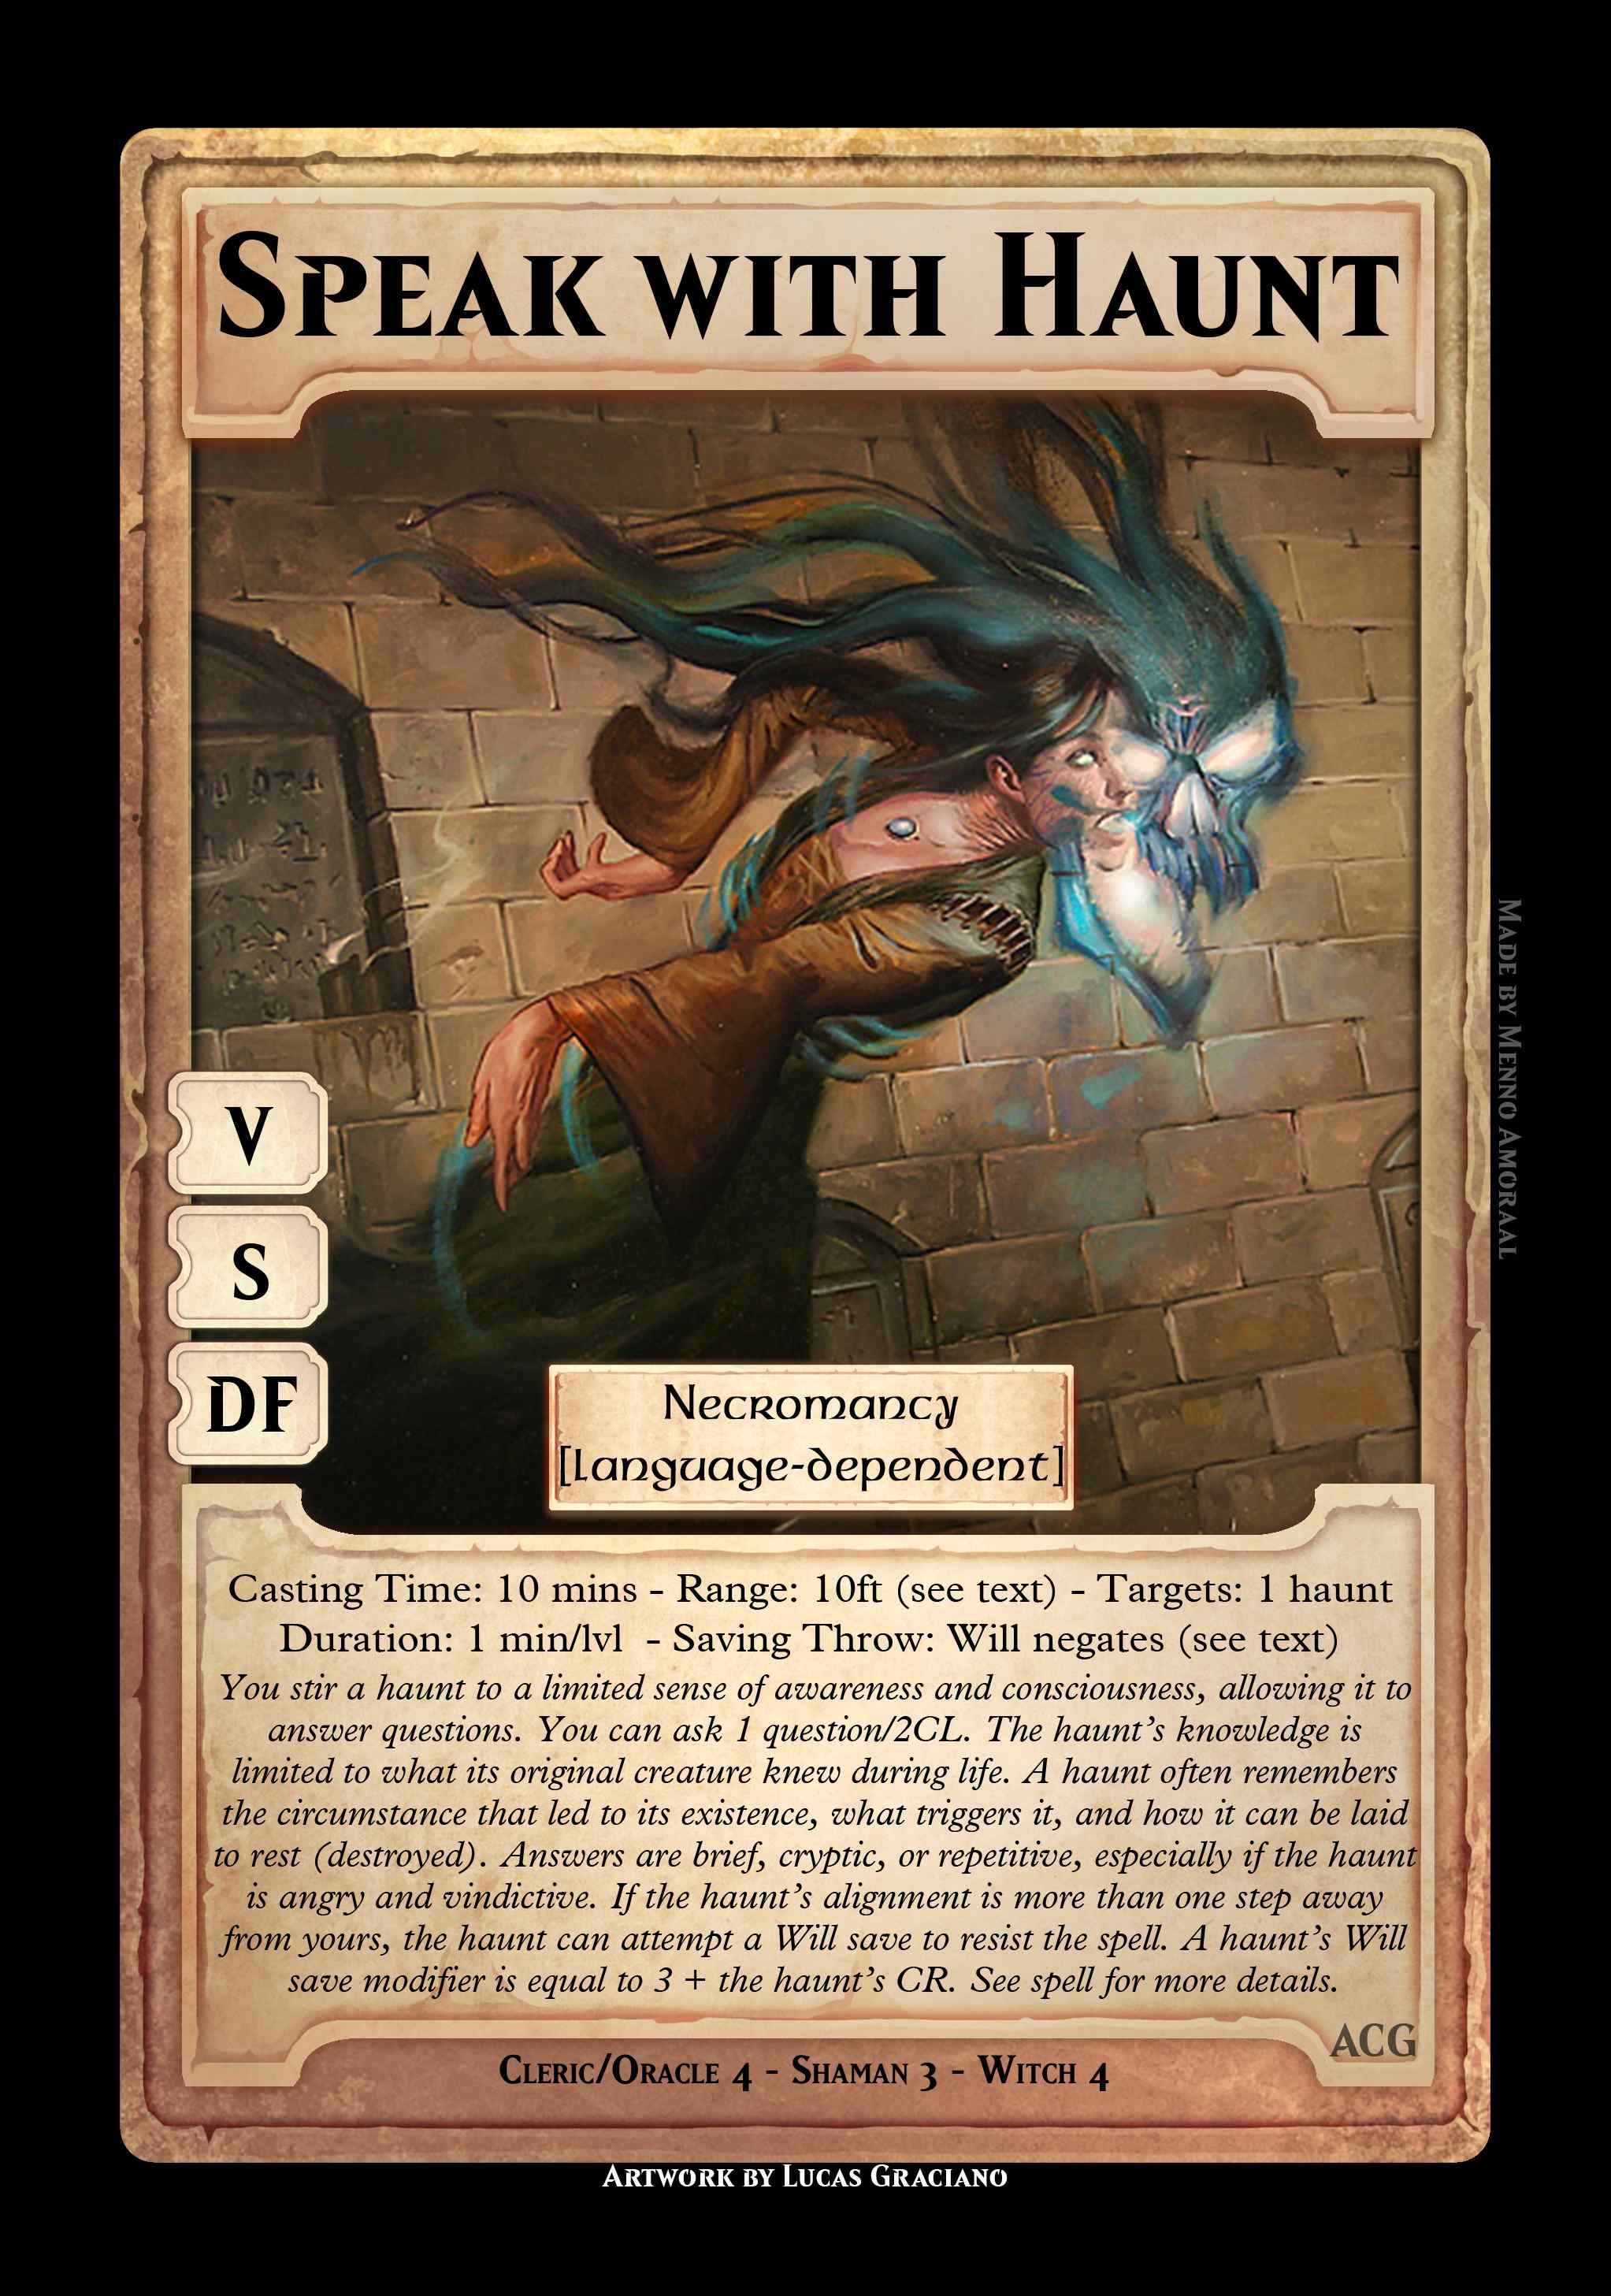 Speak with Haunt
V
S
DF
Necromancy
[Language-dependent]
Casting Time: 10 mins - Range: 10ft (see text) - Targets: 1 haunt
Duration: 1 min/lvl - Saving Throw: Will negates (see text)
You stir a haunt to a limited sense of awareness and consciousness, allowing it to
answer questions. You can ask 1 question/2CL. The haunt's knowledge is
limited to what its original creature knew during life. A haunt often remembers
the circumstance that led to its existence, what triggers it, and how it can be laid
to rest (destroyed). Answers are brief, cryptic, or repetitive, especially if the haunt
is angry and vindictive. If the haunt's alignment is more than one step away
from yours, the haunt can attempt a Will save to resist the spell. A haunt's Will
save modifier is equal to 3 + the haunt's CR. See spell for more details.
ACG
Cleric/Oracle 4 - Shaman 3 - Witch 4
Artwork by Lucas Graciano
Made by Menno Amoraal